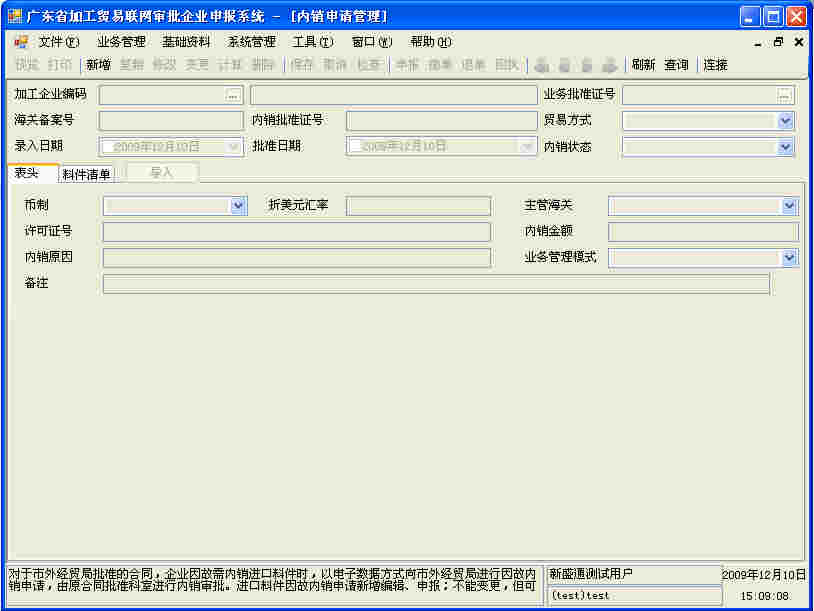 广东省加工贸易联网审批企业申报系统 - [内销申请管理]
文件(F) 业务管理 基础资料 系统管理 工具(T) 窗口(W) 帮助(H)
预览 打印 新增 复制 修改 变更 计算 删除 保存 取消 检查 申报 撤单 退单 回执 刷新 查询 连接
加工企业编码 ... 业务批准证号 ...
海关备案号 内销批准证号 贸易方式
录入日期 2009年12月10日 批准日期 2009年12月10日 内销状态
表头 料件清单 导入
币制 折美元汇率 主管海关
许可证号 内销金额
内销原因 业务管理模式
备注
对于市外经贸局批准的合同，企业因故需内销进口料件时，以电子数据方式向市外经贸局进行因故内
销申请，由原合同批准科室进行内销审批。进口料件因故内销申请新增编辑、申报；不能变更，但可
新盛通测试用户 2009年12月10日
(test)test 15:09:08